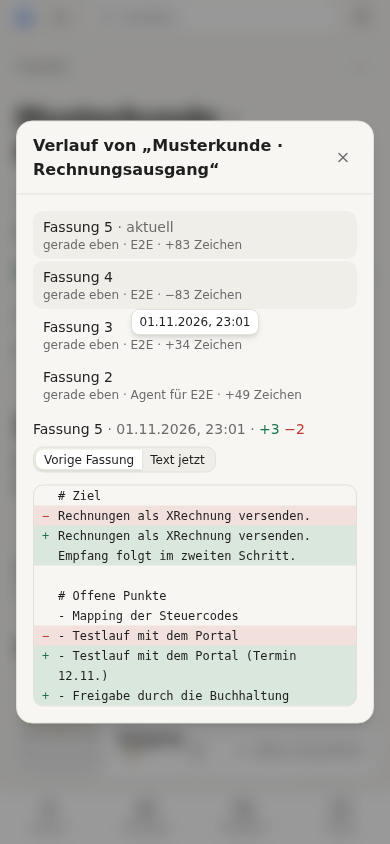 Verlauf von „Musterkunde ·
Rechnungsausgang“
×
Fassung 5 · aktuell
gerade eben · E2E · +83 Zeichen
Fassung 4
gerade eben · E2E · −83 Zeichen
Fassung 3
01.11.2026, 23:01
gerade eben · E2E · +34 Zeichen
Fassung 2
gerade eben · Agent für E2E · +49 Zeichen
Fassung 5 · 01.11.2026, 23:01 · +3 −2
Vorige Fassung Text jetzt
# Ziel
− Rechnungen als XRechnung versenden.
+ Rechnungen als XRechnung versenden.
Empfang folgt im zweiten Schritt.
# Offene Punkte
- Mapping der Steuercodes
− - Testlauf mit dem Portal
+ - Testlauf mit dem Portal (Termin
12.11.)
+ - Freigabe durch die Buchhaltung